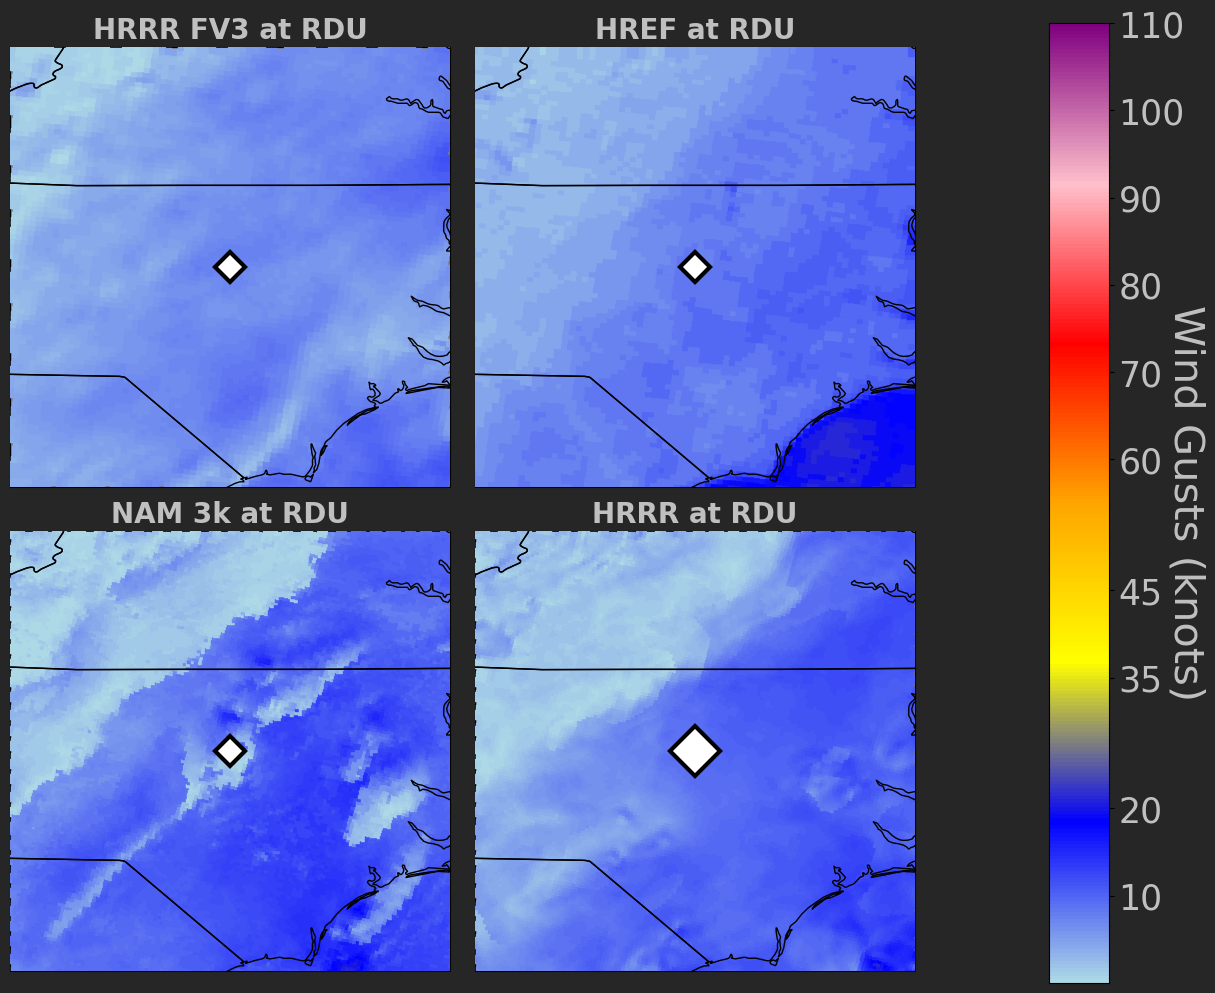 HRRR FV3 at RDU
HREF at RDU
NAM 3k at RDU
HRRR at RDU
110
100
90
80
70
60
45
35
20
10
Wind Gusts (knots)